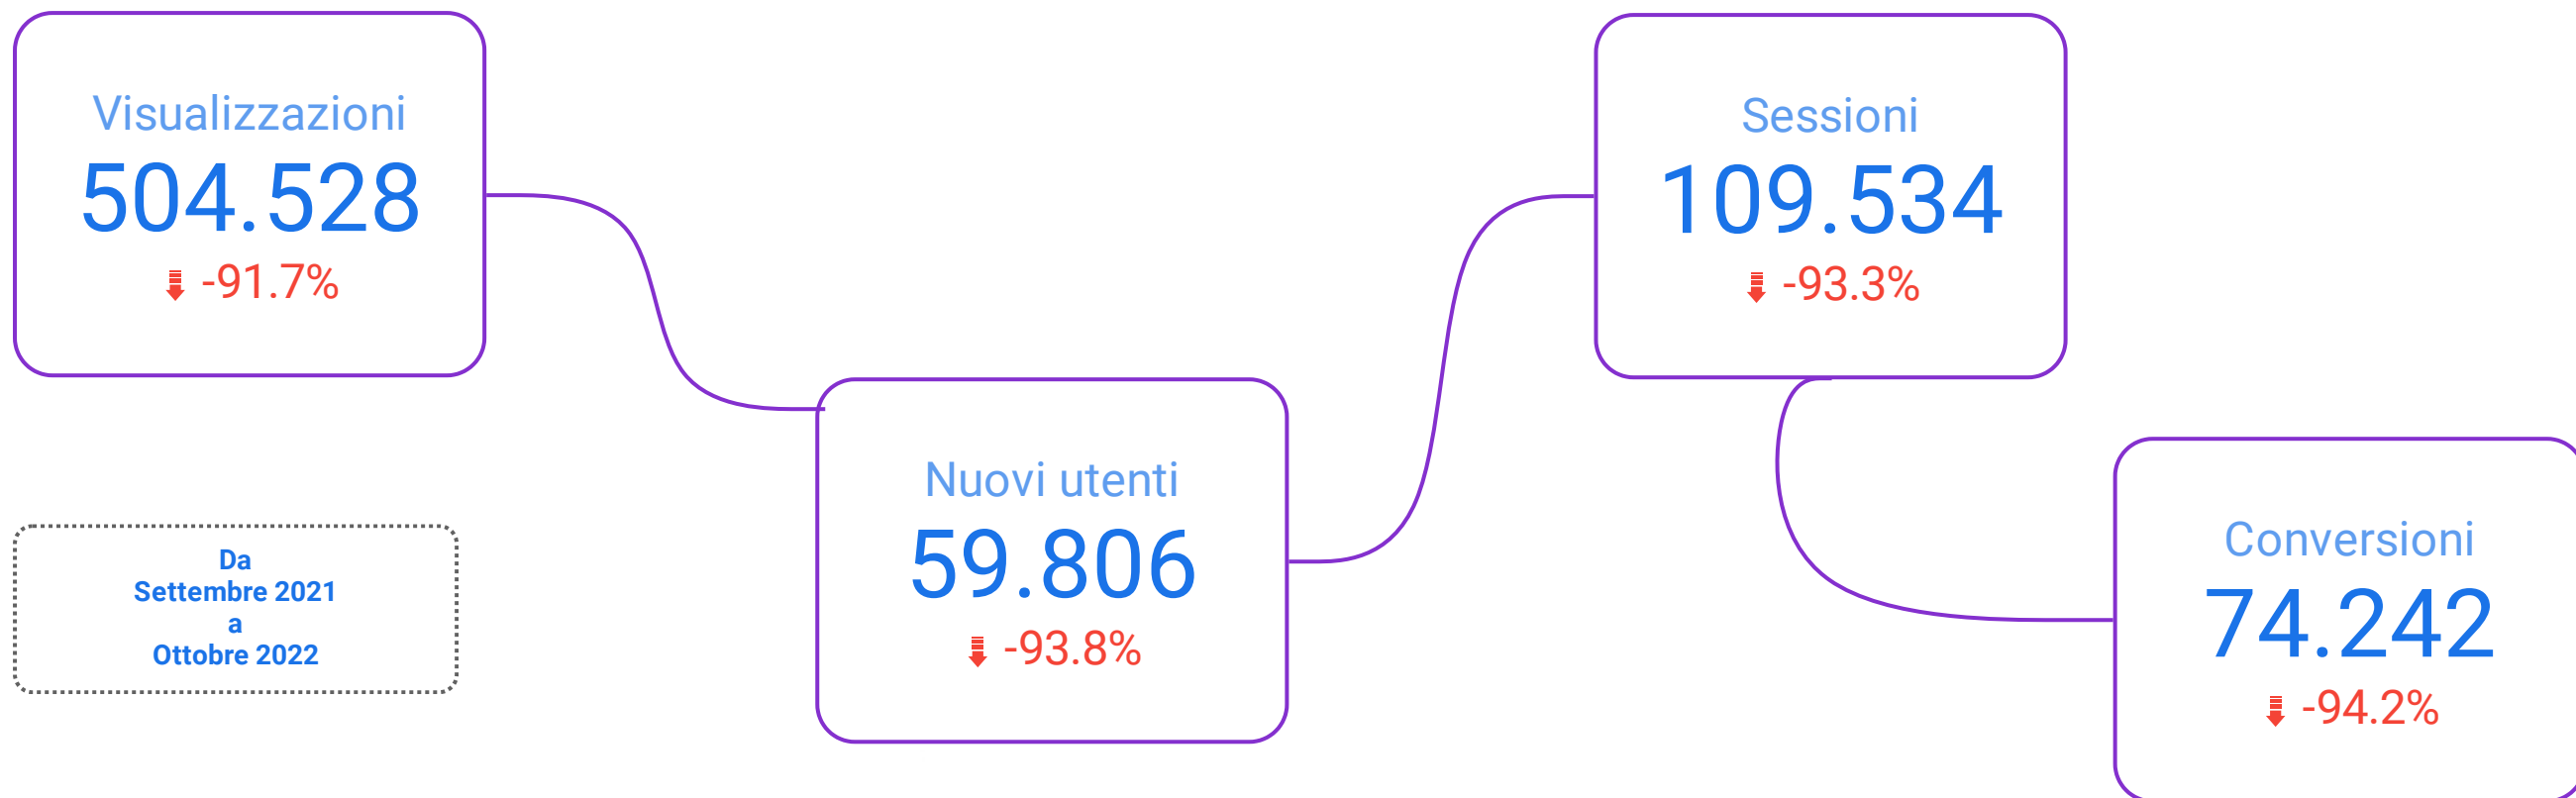 Visualizzazioni
504.528
-91.7%
Nuovi utenti
59.806
-93.8%
Sessioni
109.534
-93.3%
Conversioni
74.242
-94.2%
Da
Settembre 2021
a
Ottobre 2022